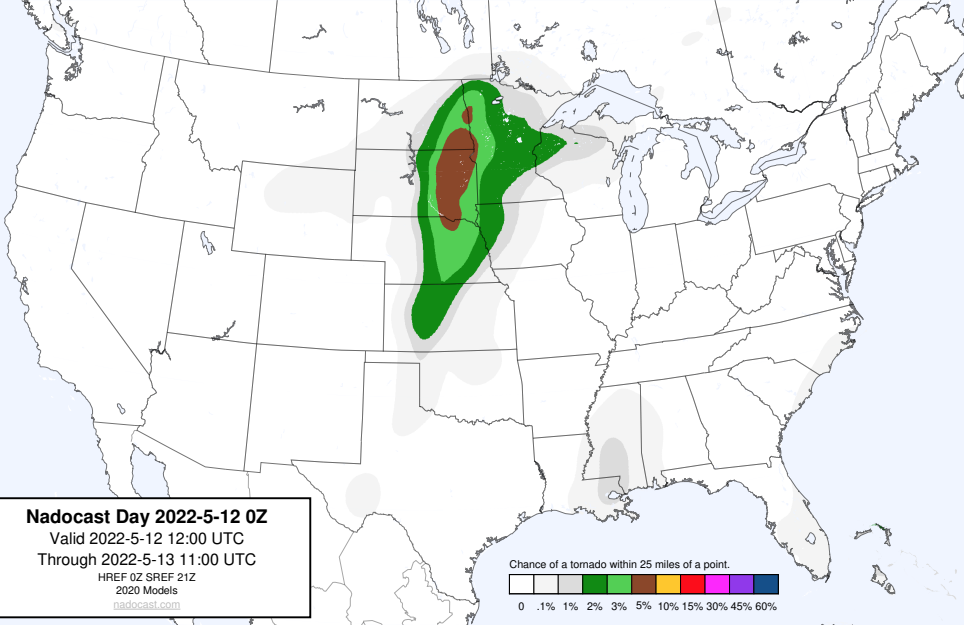 Nadocast Day 2022-5-12 0Z
Valid 2022-5-12 12:00 UTC
Through 2022-5-13 11:00 UTC
HREF 0Z SREF 21Z
2020 Models
nadocast.com
Chance of a tornado within 25 miles of a point.
0 .1% 1% 2% 3% 5% 10% 15% 30% 45% 60%